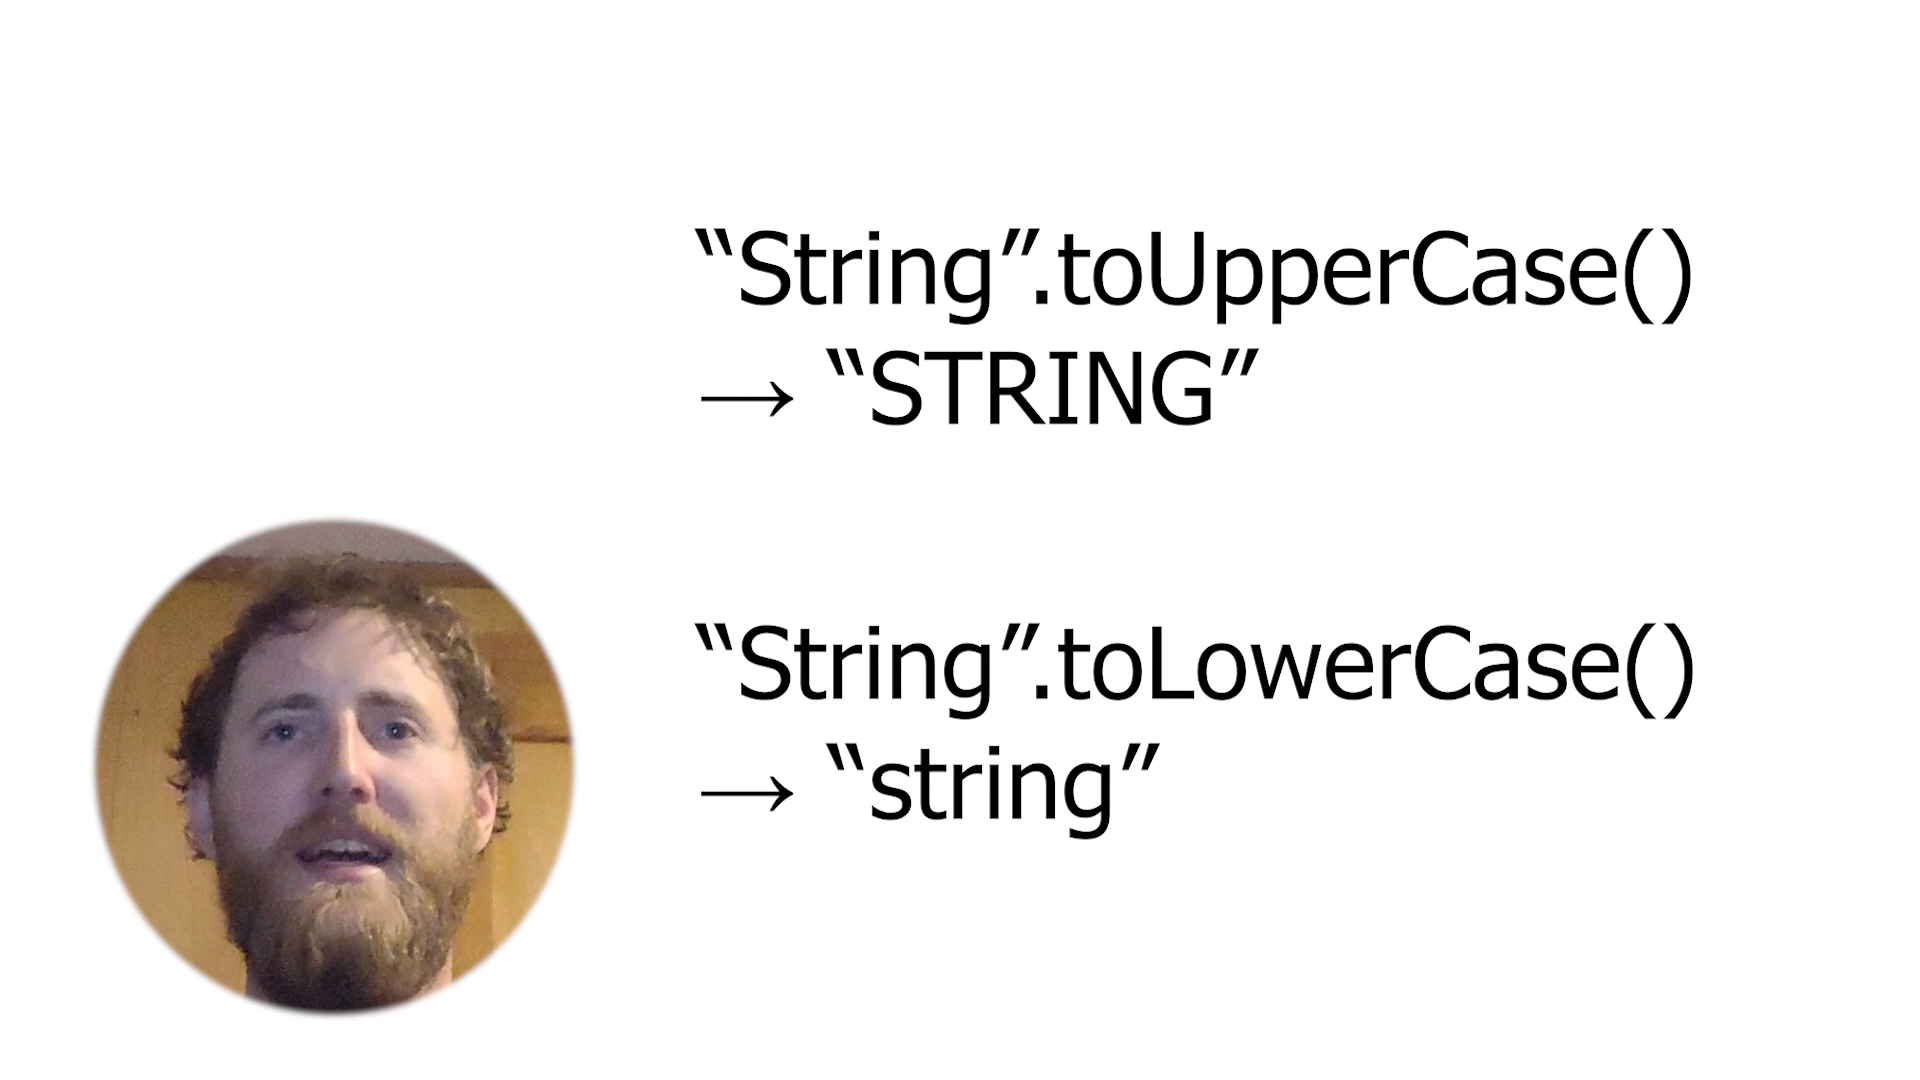 “String”.toUpperCase()
→ “STRING”
“String”.toLowerCase()
→ “string”